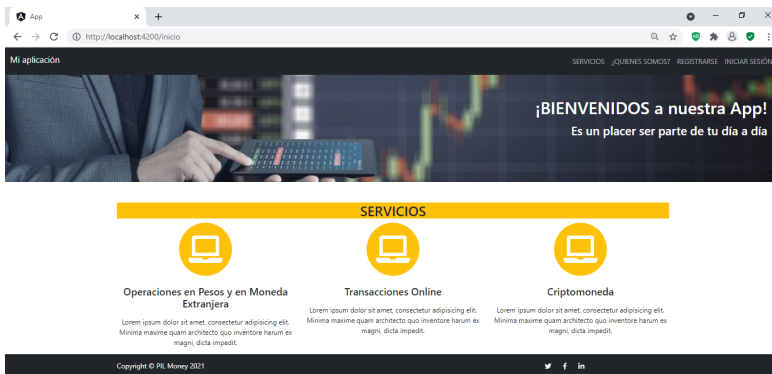 App
http://localhost:4200/inicio
Mi aplicación
SERVICIOS ¿QUIENES SOMOS? REGISTRARSE INICIAR SESIÓN
¡BIENVENIDOS a nuestra App!
Es un placer ser parte de tu día a día
SERVICIOS
Operaciones en Pesos y en Moneda
Extranjera
Lorem ipsum dolor sit amet, consectetur adipisicing elit.
Minima maxime quam architecto quo inventore harum ex
magni, dicta impedit.
Transacciones Online
Lorem ipsum dolor sit amet, consectetur adipisicing elit.
Minima maxime quam architecto quo inventore harum ex
magni, dicta impedit.
Criptomoneda
Lorem ipsum dolor sit amet, consectetur adipisicing elit.
Minima maxime quam architecto quo inventore harum ex
magni, dicta impedit.
Copyright © PIL Money 2021